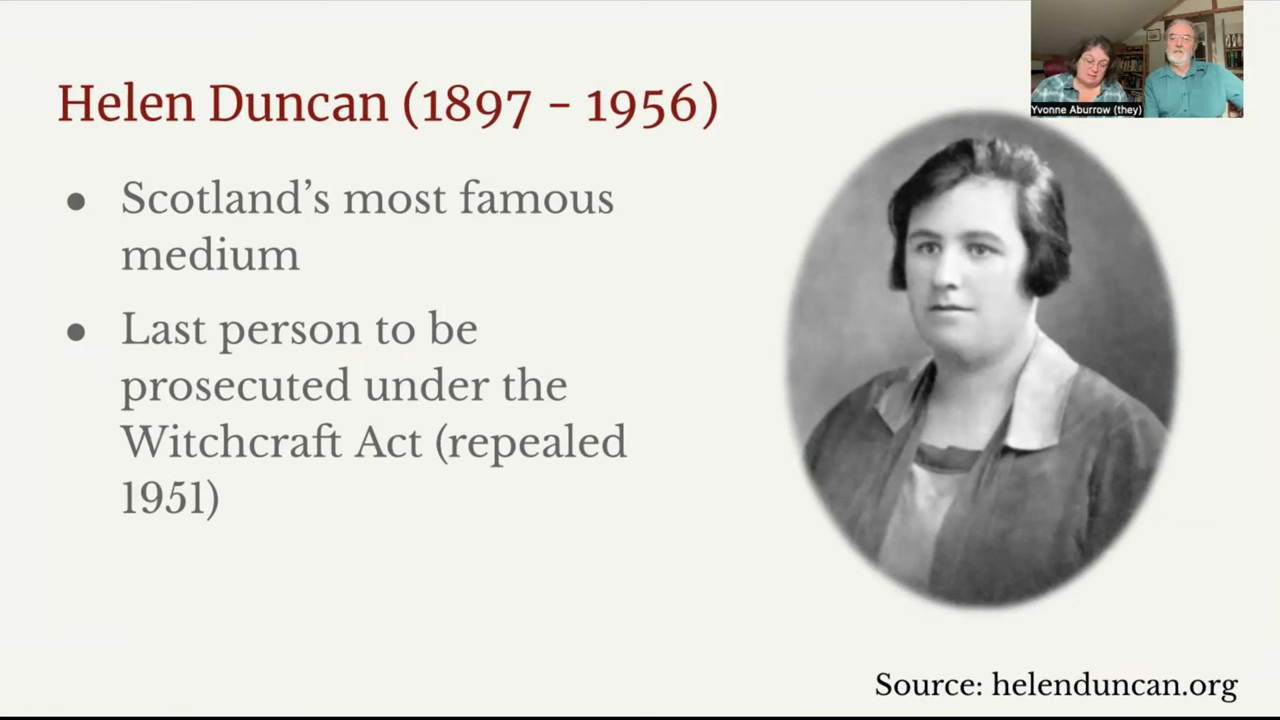 Helen Duncan (1897 - 1956)
● Scotland's most famous
medium
● Last person to be
prosecuted under the
Witchcraft Act (repealed
1951)
Yvonne Aburrow (they)
Source: helenduncan.org